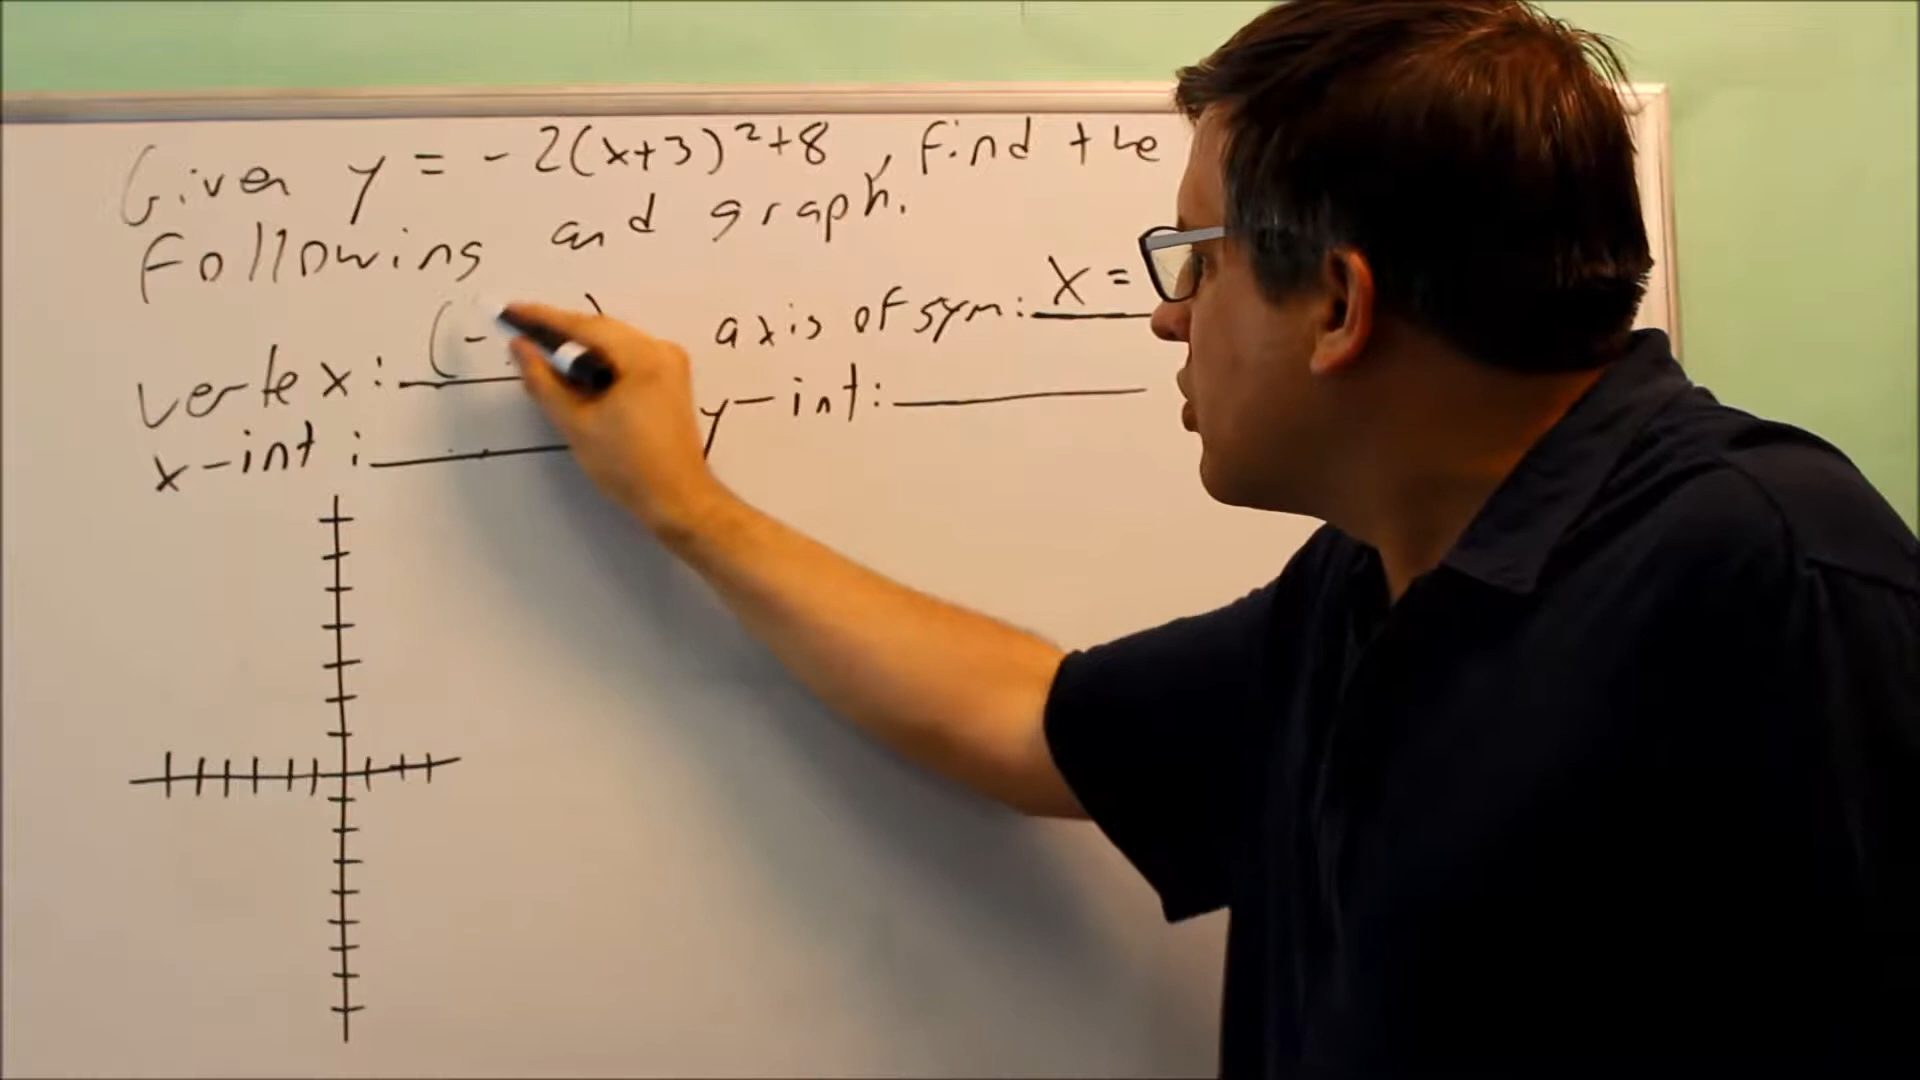 Given y = -2(x+3)²+8, find the
following and graph.
vertex: (- ) axis of sym: x =
x-int: y-int: